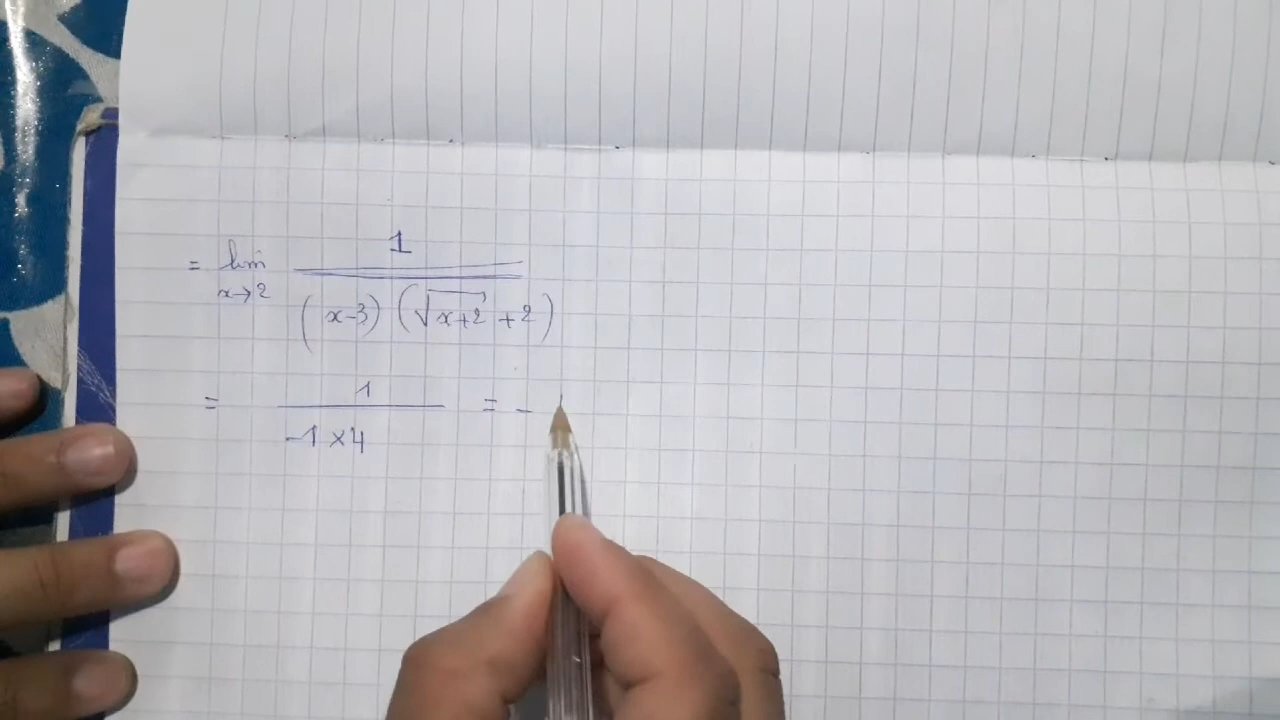 = lim x→2 1 / (x-3) (√x+2 + 2)
= 1 / -1 × 4 = -